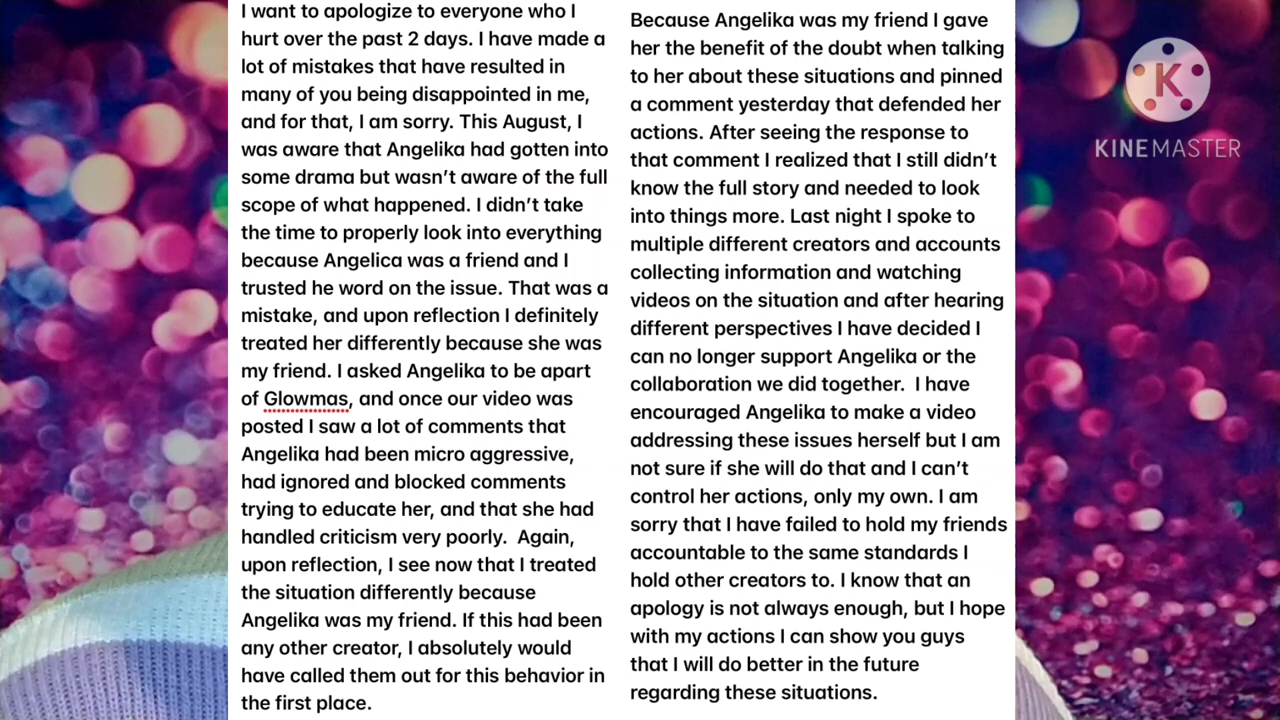 I want to apologize to everyone who I
hurt over the past 2 days. I have made a
lot of mistakes that have resulted in
many of you being disappointed in me,
and for that, I am sorry. This August, I
was aware that Angelika had gotten into
some drama but wasn’t aware of the full
scope of what happened. I didn’t take
the time to properly look into everything
because Angelica was a friend and I
trusted he word on the issue. That was a
mistake, and upon reflection I definitely
treated her differently because she was
my friend. I asked Angelika to be apart
of Glowmas, and once our video was
posted I saw a lot of comments that
Angelika had been micro aggressive,
had ignored and blocked comments
trying to educate her, and that she had
handled criticism very poorly.  Again,
upon reflection, I see now that I treated
the situation differently because
Angelika was my friend. If this had been
any other creator, I absolutely would
have called them out for this behavior in
the first place.
Because Angelika was my friend I gave
her the benefit of the doubt when talking
to her about these situations and pinned
a comment yesterday that defended her
actions. After seeing the response to
that comment I realized that I still didn’t
know the full story and needed to look
into things more. Last night I spoke to
multiple different creators and accounts
collecting information and watching
videos on the situation and after hearing
different perspectives I have decided I
can no longer support Angelika or the
collaboration we did together.  I have
encouraged Angelika to make a video
addressing these issues herself but I am
not sure if she will do that and I can’t
control her actions, only my own. I am
sorry that I have failed to hold my friends
accountable to the same standards I
hold other creators to. I know that an
apology is not always enough, but I hope
with my actions I can show you guys
that I will do better in the future
regarding these situations.
K
KINEMASTER